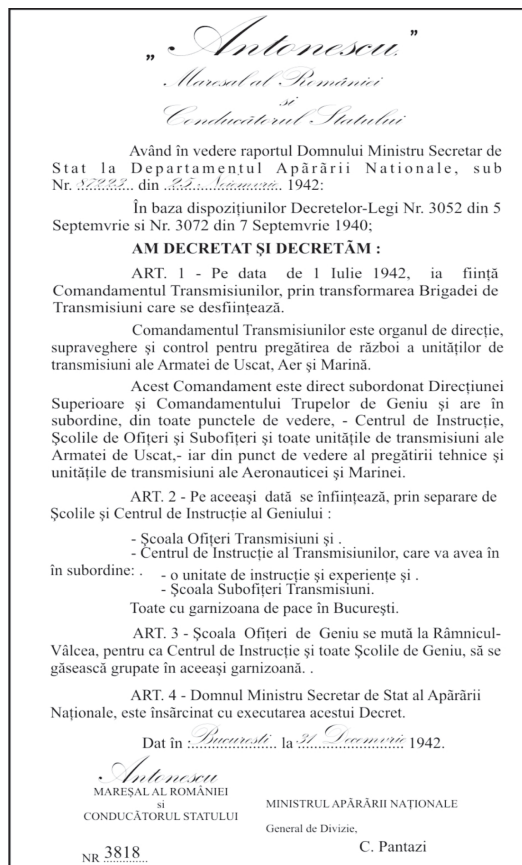 „ Antonescu. ”
Maresal al României
si
Conducătorul Statului
Având în vedere raportul Domnului Ministru Secretar de
Stat la Departamentul Apărării Nationale, sub
Nr. 87223 din 25. Noiemvrie. 1942:
În baza dispozițiunilor Decretelor-Legi Nr. 3052 din 5
Septemvrie si Nr. 3072 din 7 Septemvrie 1940;
AM DECRETAT ȘI DECRETĂM :
ART. 1 - Pe data de 1 Iulie 1942, ia ființă
Comandamentul Transmisiunilor, prin transformarea Brigadei de
Transmisiuni care se desființează.
Comandamentul Transmisiunilor este organul de direcție,
supraveghere și control pentru pregătirea de război a unităților de
transmisiuni ale Armatei de Uscat, Aer și Marină.
Acest Comandament este direct subordonat Direcțiunei
Superioare și Comandamentului Trupelor de Geniu și are în
subordine, din toate punctele de vedere, - Centrul de Instrucție,
Școlile de Ofițeri și Subofițeri și toate unitățile de transmisiuni ale
Armatei de Uscat,- iar din punct de vedere al pregătirii tehnice și
unitățile de transmisiuni ale Aeronauticei și Marinei.
ART. 2 - Pe aceeași dată se înființează, prin separare de
Școlile și Centrul de Instrucție al Geniului :
- Școala Ofițeri Transmisiuni și .
- Centrul de Instrucție al Transmisiunilor, care va avea în
în subordine: . - o unitate de instrucție și experiențe și .
- Școala Subofițeri Transmisiuni.
Toate cu garnizoana de pace în București.
ART. 3 - Școala Ofițeri de Geniu se mută la Râmnicul-
Vâlcea, pentru ca Centrul de Instrucție și toate Școlile de Geniu, să se
găsească grupate în aceeași garnizoană. .
ART. 4 - Domnul Ministru Secretar de Stat al Apărării
Naționale, este însărcinat cu executarea acestui Decret.
Dat în : Bucuresti. la 31 Decemvrie 1942.
Antonescu
MAREȘAL AL ROMÂNIEI
si
CONDUCĂTORUL STATULUI
NR 3818
MINISTRUL APĂRĂRII NAȚIONALE
General de Divizie,
C. Pantazi